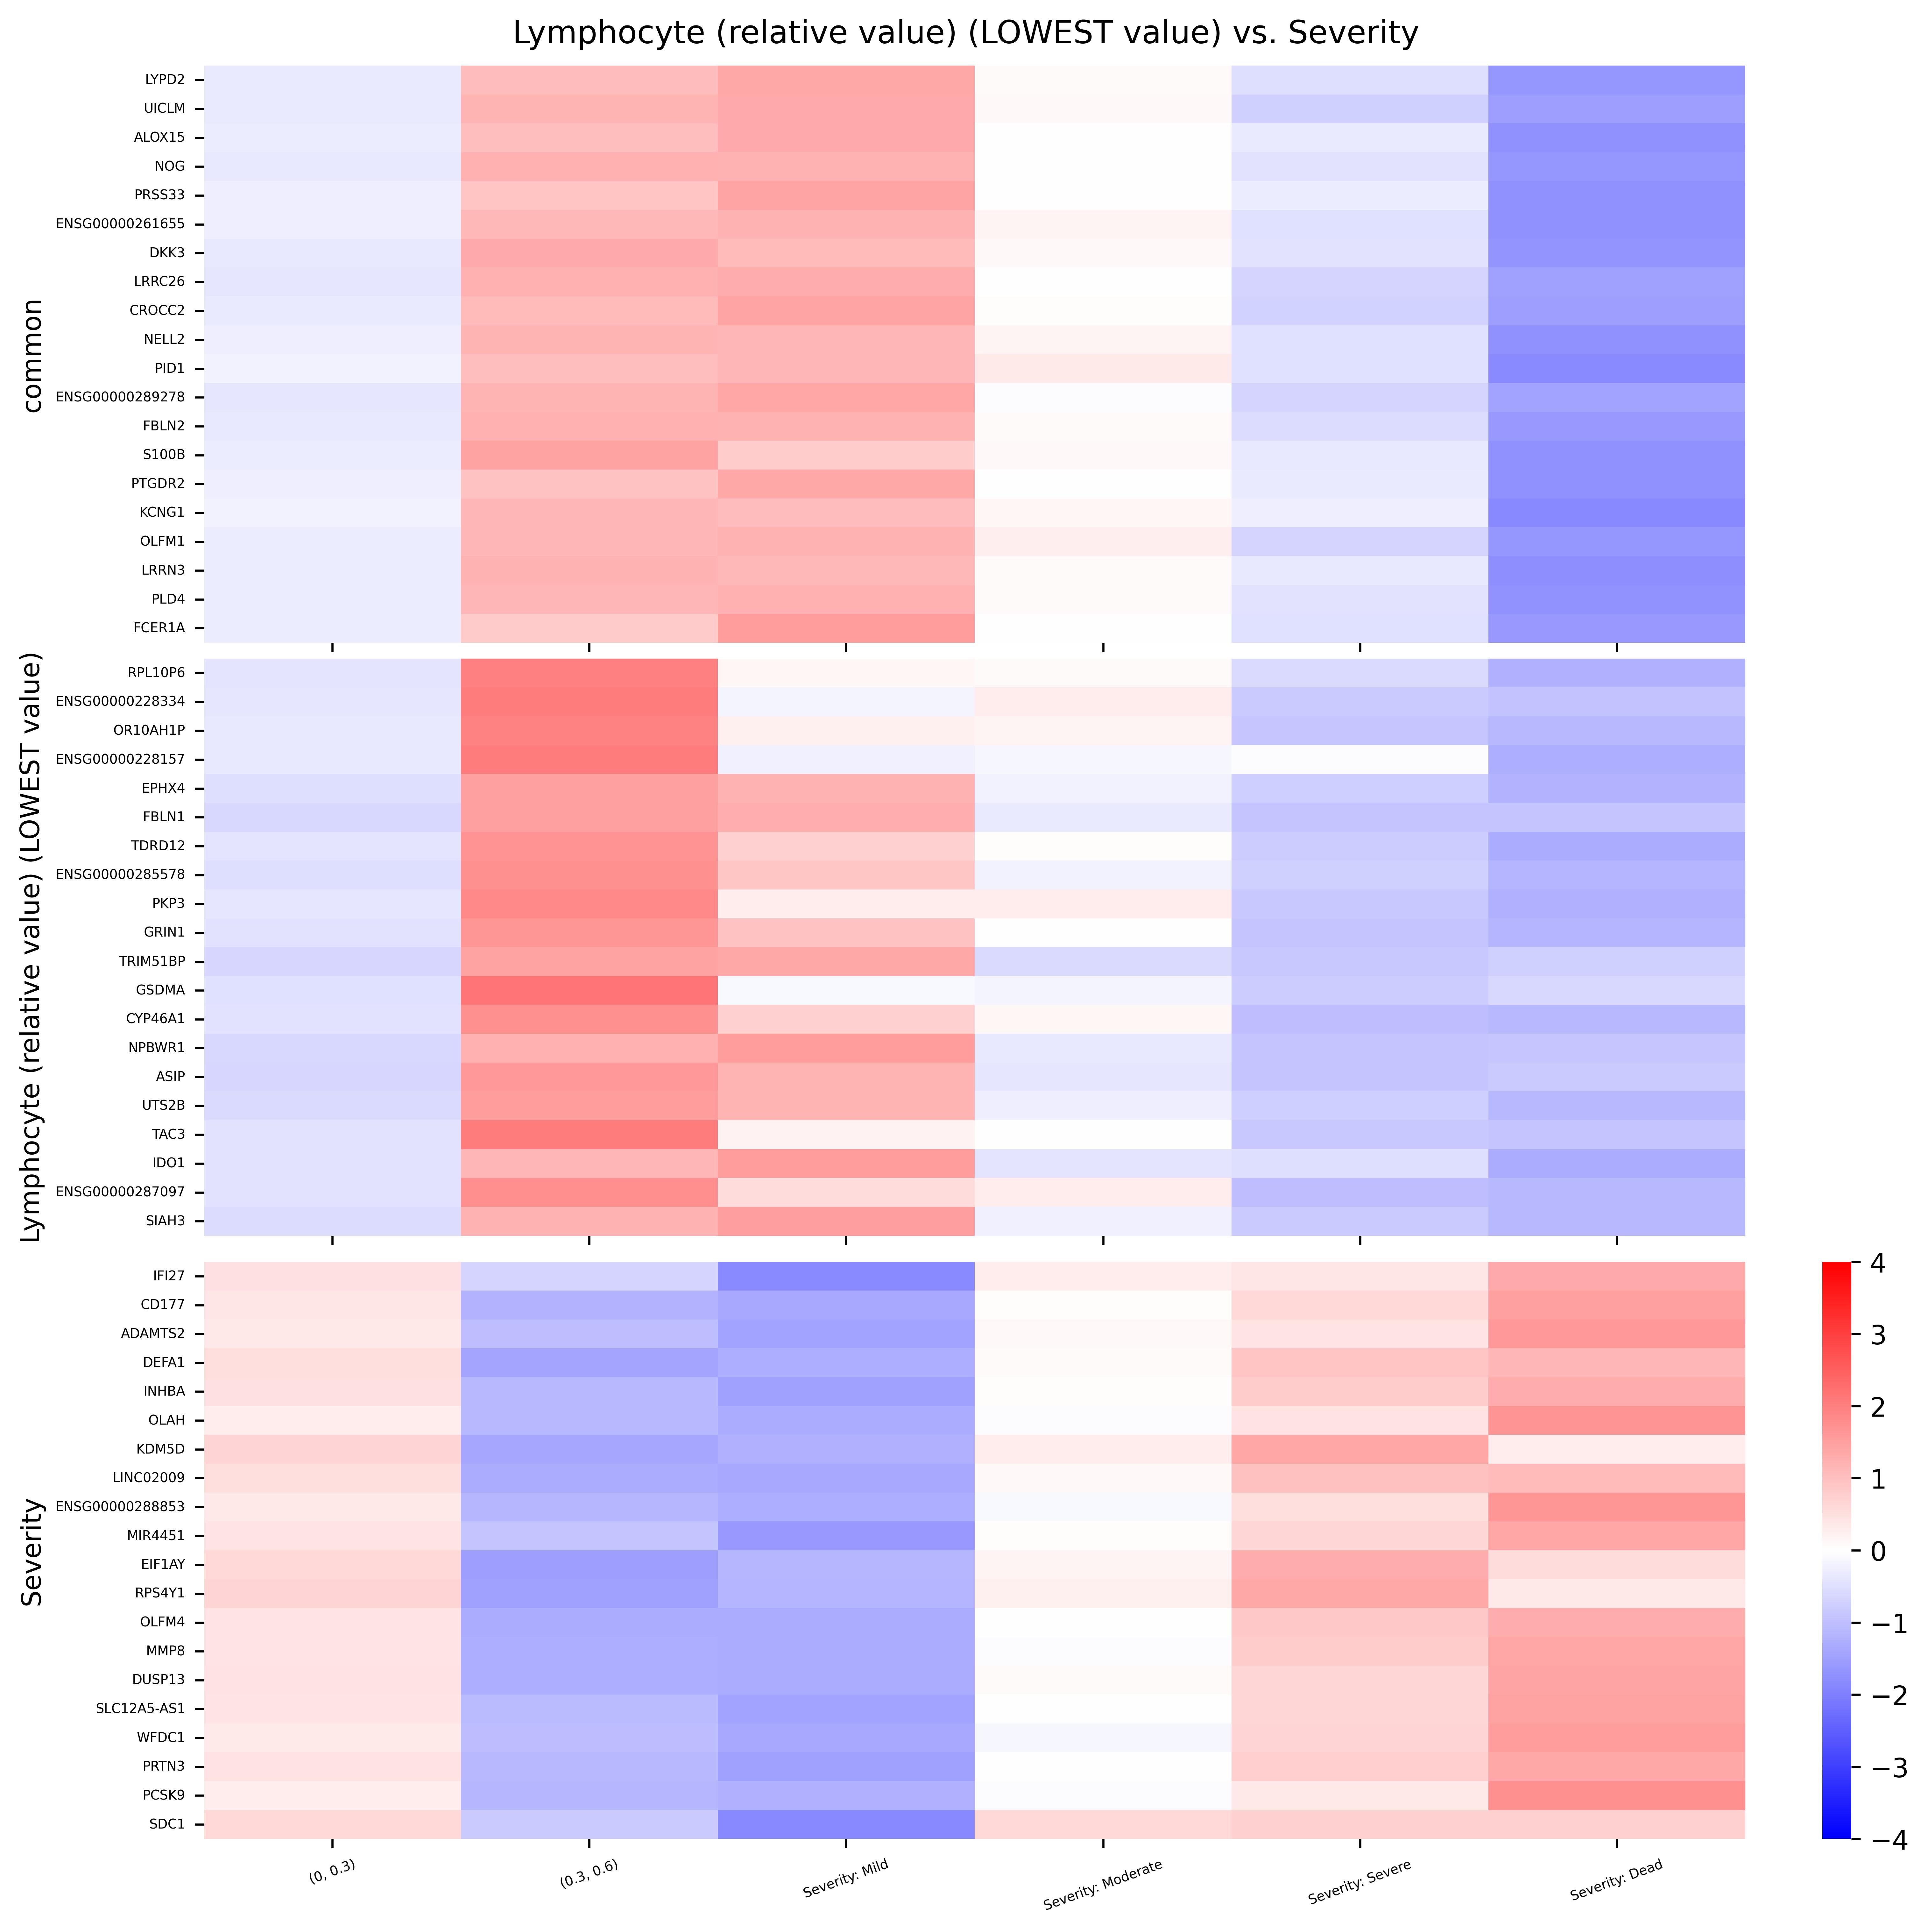 Lymphocyte (relative value) (LOWEST value) vs. Severity
common
LYPD2
UICLM
ALOX15
NOG
PRSS33
ENSG00000261655
DKK3
LRRC26
CROCC2
NELL2
PID1
ENSG00000289278
FBLN2
S100B
PTGDR2
KCNG1
OLFM1
LRRN3
PLD4
FCER1A
Lymphocyte (relative value) (LOWEST value)
RPL10P6
ENSG00000228334
OR10AH1P
ENSG00000228157
EPHX4
FBLN1
TDRD12
ENSG00000285578
PKP3
GRIN1
TRIM51BP
GSDMA
CYP46A1
NPBWR1
ASIP
UTS2B
TAC3
IDO1
ENSG00000287097
SIAH3
Severity
IFI27
CD177
ADAMTS2
DEFA1
INHBA
OLAH
KDM5D
LINC02009
ENSG00000288853
MIR4451
EIF1AY
RPS4Y1
OLFM4
MMP8
DUSP13
SLC12A5-AS1
WFDC1
PRTN3
PCSK9
SDC1
(0, 0.3)
(0.3, 0.6)
Severity: Mild
Severity: Moderate
Severity: Severe
Severity: Dead
4
3
2
1
0
−1
−2
−3
−4